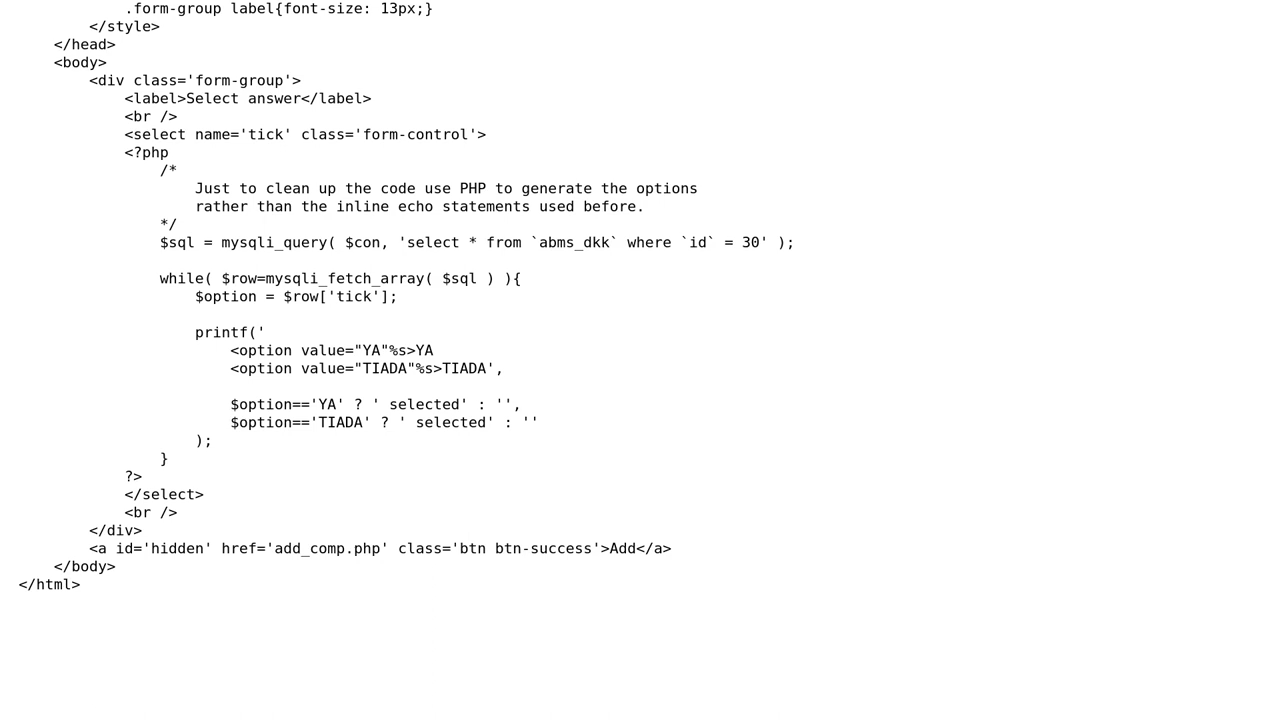 .form-group label{font-size: 13px;}
</style>
</head>
<body>
<div class='form-group'>
<label>Select answer</label>
<br />
<select name='tick' class='form-control'>
<?php
/*
Just to clean up the code use PHP to generate the options
rather than the inline echo statements used before.
*/
$sql = mysqli_query( $con, 'select * from `abms_dkk` where `id` = 30' );
while( $row=mysqli_fetch_array( $sql ) ){
$option = $row['tick'];
printf('
<option value="YA"%s>YA
<option value="TIADA"%s>TIADA',
$option=='YA' ? ' selected' : '',
$option=='TIADA' ? ' selected' : ''
);
}
?>
</select>
<br />
</div>
<a id='hidden' href='add_comp.php' class='btn btn-success'>Add</a>
</body>
</html>